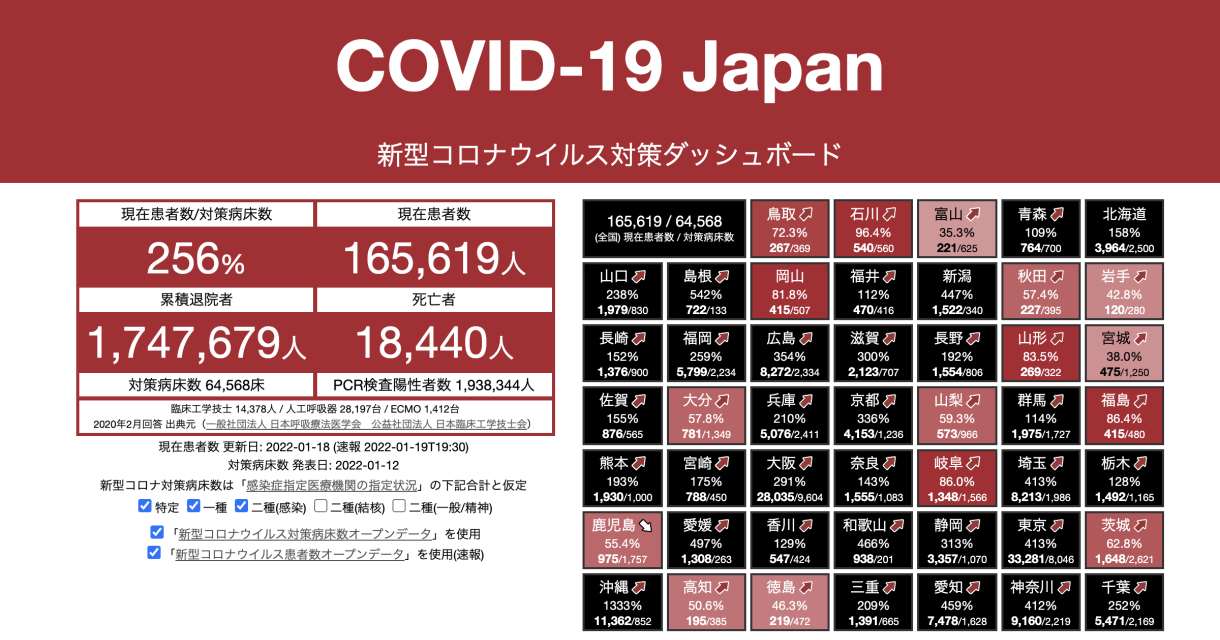 COVID-19 Japan
新型コロナウイルス対策ダッシュボード
現在患者数/対策病床数
現在患者数
256%
165,619人
累積退院者
死亡者
1,747,679人
18,440人
対策病床数 64,568床
PCR検査陽性者数 1,938,344人
臨床工学技士 14,378人 / 人工呼吸器 28,197台 / ECMO 1,412台
2020年2月回答 出典元（一般社団法人 日本呼吸療法医学会　公益社団法人 日本臨床工学技士会）
現在患者数 更新日: 2022-01-18 (速報 2022-01-19T19:30)
対策病床数 発表日: 2022-01-12
新型コロナ対策病床数は「感染症指定医療機関の指定状況」の下記合計と仮定
特定 一種 二種(感染) 二種(結核) 二種(一般/精神)
「新型コロナウイルス対策病床数オープンデータ」を使用
「新型コロナウイルス患者数オープンデータ」を使用(速報)
165,619 / 64,568
(全国) 現在患者数 / 対策病床数
鳥取
72.3%
267/369
石川
96.4%
540/560
富山
35.3%
221/625
青森
109%
764/700
北海道
158%
3,964/2,500
山口
238%
1,979/830
島根
542%
722/133
岡山
81.8%
415/507
福井
112%
470/416
新潟
447%
1,522/340
秋田
57.4%
227/395
岩手
42.8%
120/280
長崎
152%
1,376/900
福岡
259%
5,799/2,234
広島
354%
8,272/2,334
滋賀
300%
2,123/707
長野
192%
1,554/806
山形
83.5%
269/322
宮城
38.0%
475/1,250
佐賀
155%
876/565
大分
57.8%
781/1,349
兵庫
210%
5,076/2,411
京都
336%
4,153/1,236
山梨
59.3%
573/966
群馬
114%
1,975/1,727
福島
86.4%
415/480
熊本
193%
1,930/1,000
宮崎
175%
788/450
大阪
291%
28,035/9,604
奈良
143%
1,555/1,083
岐阜
86.0%
1,348/1,566
埼玉
413%
8,213/1,986
栃木
128%
1,492/1,165
鹿児島
55.4%
975/1,757
愛媛
497%
1,308/263
香川
129%
547/424
和歌山
466%
938/201
静岡
313%
3,357/1,070
東京
413%
33,281/8,046
茨城
62.8%
1,648/2,621
沖縄
1333%
11,362/852
高知
50.6%
195/385
徳島
46.3%
219/472
三重
209%
1,391/665
愛知
459%
7,478/1,628
神奈川
412%
9,160/2,219
千葉
252%
5,471/2,169